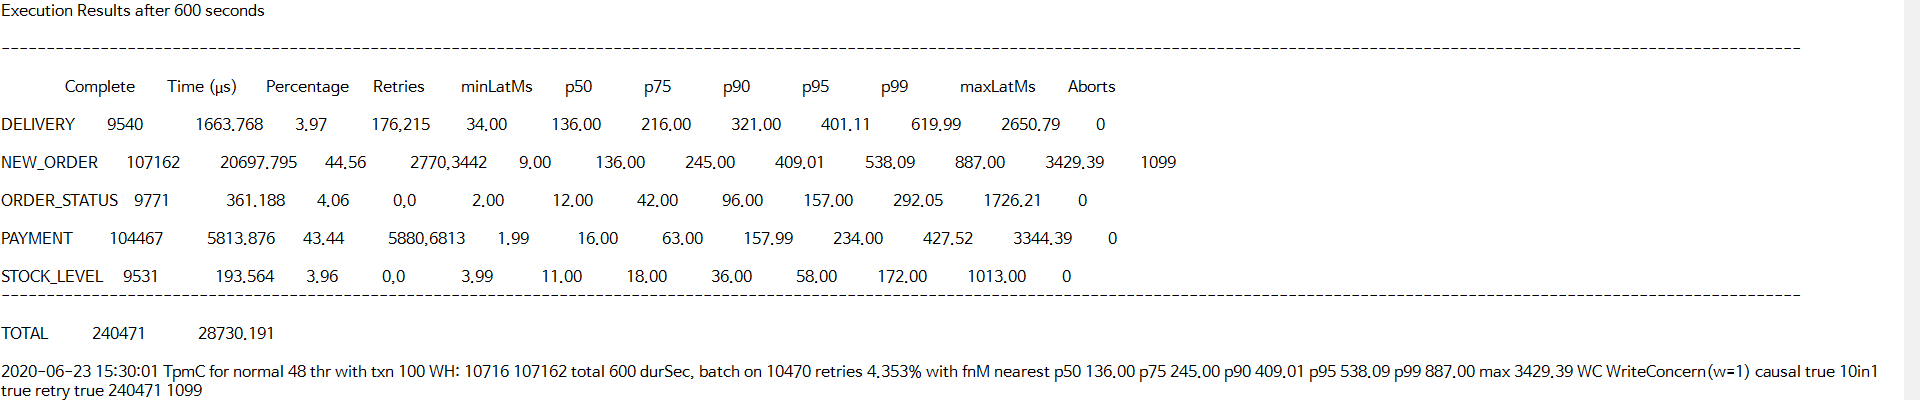 Execution Results after 600 seconds
--------------------------------------------------------------------------------
Complete Time (μs) Percentage Retries minLatMs p50 p75 p90 p95 p99 maxLatMs Aborts
DELIVERY 9540 1663.768 3.97 176,215 34.00 136.00 216.00 321.00 401.11 619.99 2650.79 0
NEW_ORDER 107162 20697.795 44.56 2770,3442 9.00 136.00 245.00 409.01 538.09 887.00 3429.39 1099
ORDER_STATUS 9771 361.188 4.06 0,0 2.00 12.00 42.00 96.00 157.00 292.05 1726.21 0
PAYMENT 104467 5813.876 43.44 5880,6813 1.99 16.00 63.00 157.99 234.00 427.52 3344.39 0
STOCK_LEVEL 9531 193.564 3.96 0,0 3.99 11.00 18.00 36.00 58.00 172.00 1013.00 0
--------------------------------------------------------------------------------
TOTAL 240471 28730.191
2020-06-23 15:30:01 TpmC for normal 48 thr with txn 100 WH: 10716 107162 total 600 durSec, batch on 10470 retries 4.353% with fnM nearest p50 136.00 p75 245.00 p90 409.01 p95 538.09 p99 887.00 max 3429.39 WC WriteConcern(w=1) causal true 10in1
true retry true 240471 1099